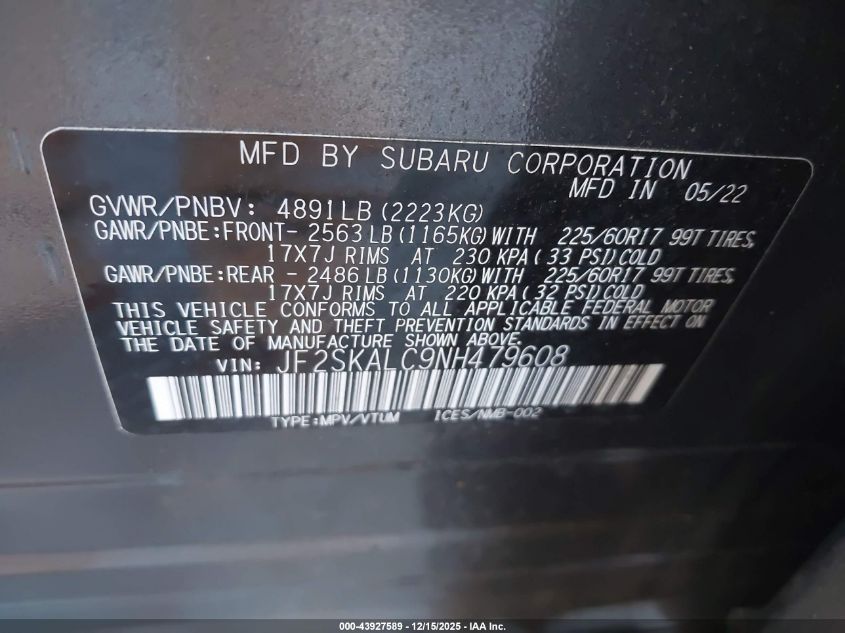 MFD BY SUBARU CORPORATION
MFD IN 05/22
GVWR/PNBV: 4891LB (2223KG)
GAWR/PNBE:FRONT- 2563LB (1165KG) WITH 225/60R17 99T TIRES,
17X7J RIMS AT 230 KPA ( 33 PSI) COLD
GAWR/PNBE:REAR - 2486LB (1130KG) WITH 225/60R17 99T TIRES,
17X7J RIMS AT 220 KPA ( 32 PSI) COLD
THIS VEHICLE CONFORMS TO ALL APPLICABLE FEDERAL MOTOR
VEHICLE SAFETY AND THEFT PREVENTION STANDARDS IN EFFECT ON
THE DATE OF MANUFACTURE SHOWN ABOVE.
VIN: JF2SKALC9NH479608
TYPE:MPV/VTUM ICES/NMB-002
000-43927589 - 12/15/2025 - IAA Inc.